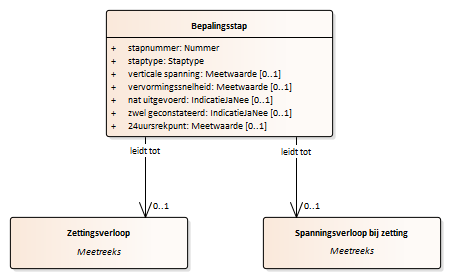 Bepalingsstap
+ stapnummer: Nummer
+ staptype: Staptype
+ verticale spanning: Meetwaarde [0..1]
+ vervormingssnelheid: Meetwaarde [0..1]
+ nat uitgevoerd: IndicatieJaNee [0..1]
+ zwel geconstateerd: IndicatieJaNee [0..1]
+ 24uursrekpunt: Meetwaarde [0..1]
leidt tot
leidt tot
0..1
0..1
Zettingsverloop
Meetreeks
Spanningsverloop bij zetting
Meetreeks